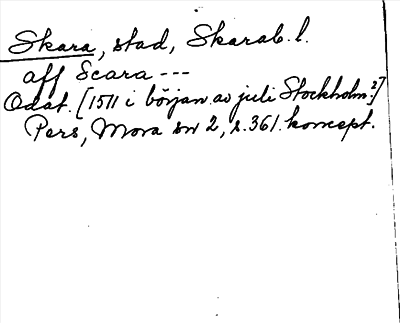 Skara, stad, Skarab. l.
aff Scara ---
Odat. [1511 i början av juli Stockholm?]
Pers, Mora sn 2, s. 361. koncept.